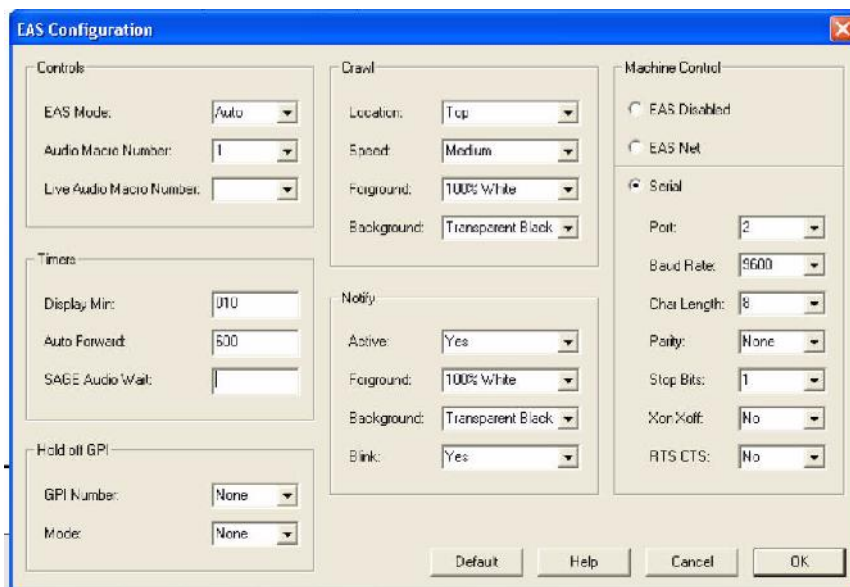 EAS Configuration
Controls
EAS Mode: Auto
Audio Macro Number: 1
Live Audio Macro Number:
Timers
Display Min: 010
Auto Forward: 600
SAGE Audio Wait:
Hold off GPI
GPI Number: None
Mode: None
Crawl
Location: Top
Speed: Medium
Forground: 100% White
Background: Transparent Black
Notify
Active: Yes
Forground: 100% White
Background: Transparent Black
Blink: Yes
Machine Control
EAS Disabled
EAS Net
Serial
Port: 2
Baud Rate: 9600
Char Length: 8
Parity: None
Stop Bits: 1
Xon Xoff: No
RTS CTS: No
Default Help Cancel OK